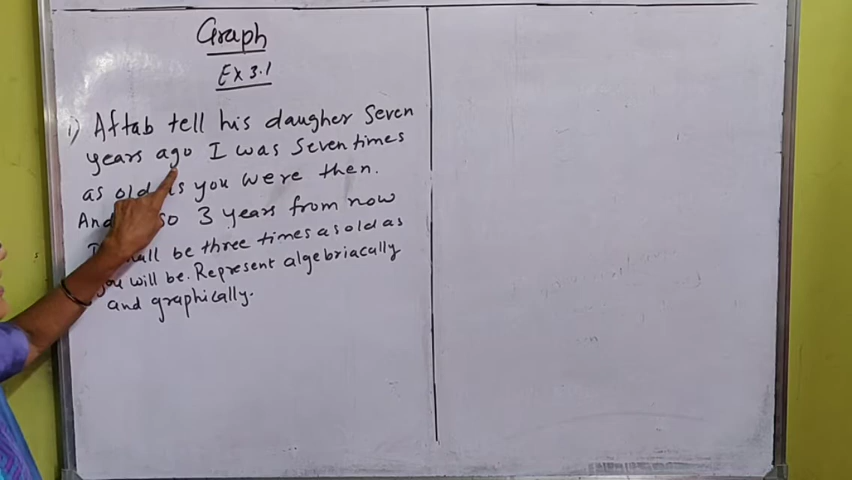 Graph
Ex 3.1
1) Aftab tell his daugher Seven
years ago I was Seven times
as old as you were then.
And so 3 years from now
I shall be three times as old as
you will be. Represent algebriacally
and graphically.